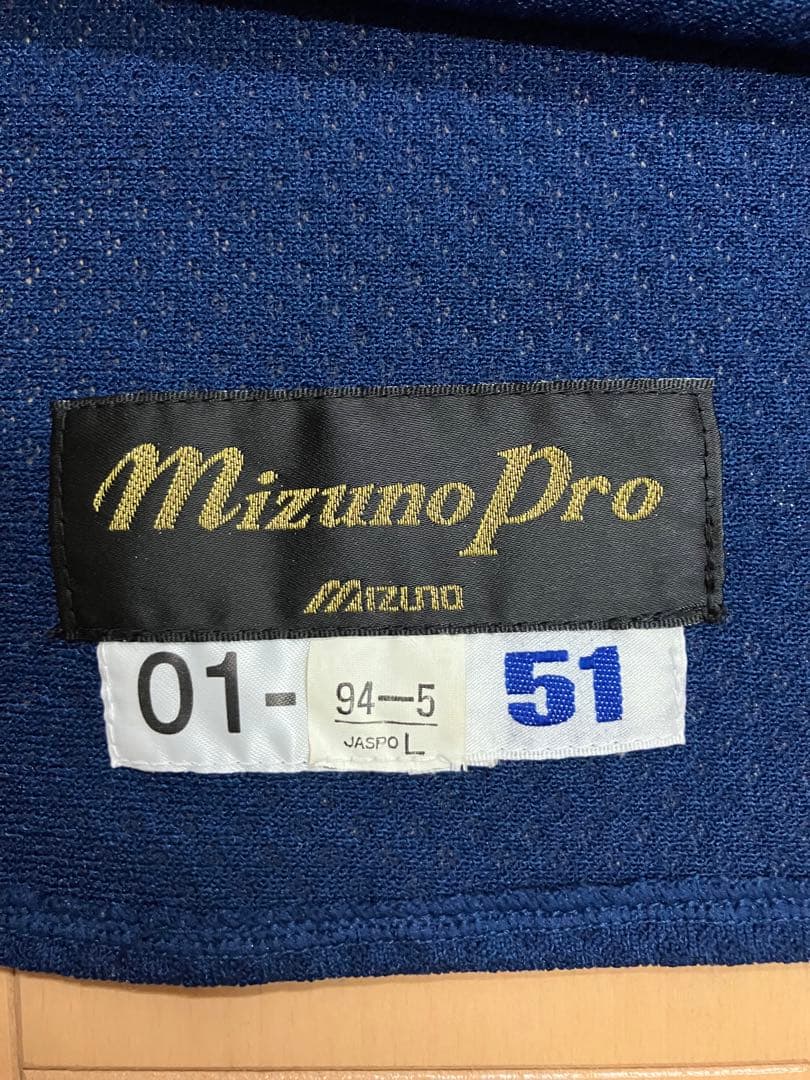 Mizuno Pro
Mizuno
01- 94-5 51
JASPO L